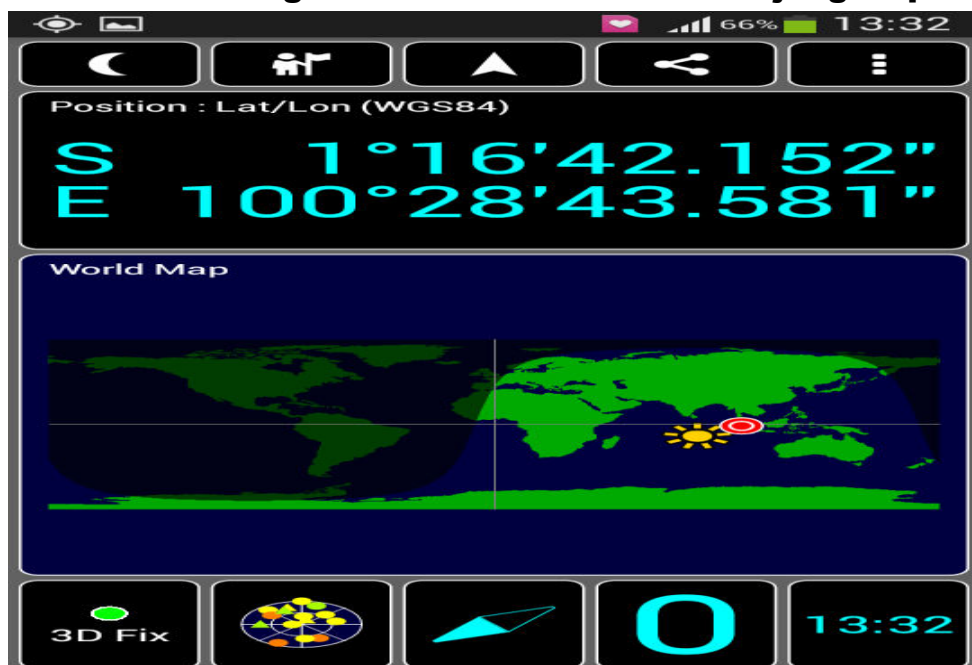 66% 13:32
Position : Lat/Lon (WGS84)
S 1°16'42.152"
E 100°28'43.581"
World Map
3D Fix
0
13:32